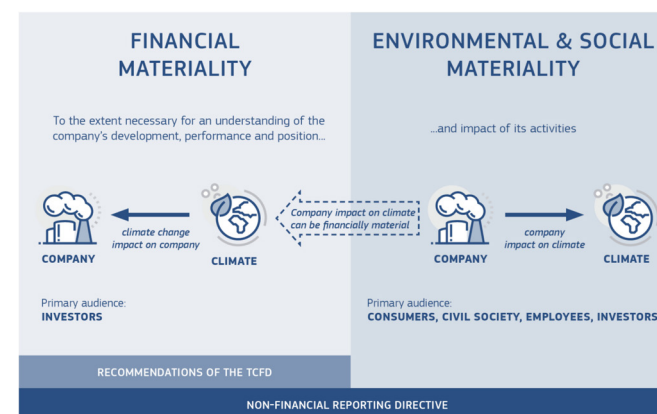 FINANCIAL
MATERIALITY
To the extent necessary for an understanding of the
company's development, performance and position...
climate change
impact on company
COMPANY
CLIMATE
Primary audience:
INVESTORS
RECOMMENDATIONS OF THE TCFD
Company impact on climate
can be financially material
ENVIRONMENTAL & SOCIAL
MATERIALITY
...and impact of its activities
company
impact on climate
COMPANY
CLIMATE
Primary audience:
CONSUMERS, CIVIL SOCIETY, EMPLOYEES, INVESTORS
NON-FINANCIAL REPORTING DIRECTIVE